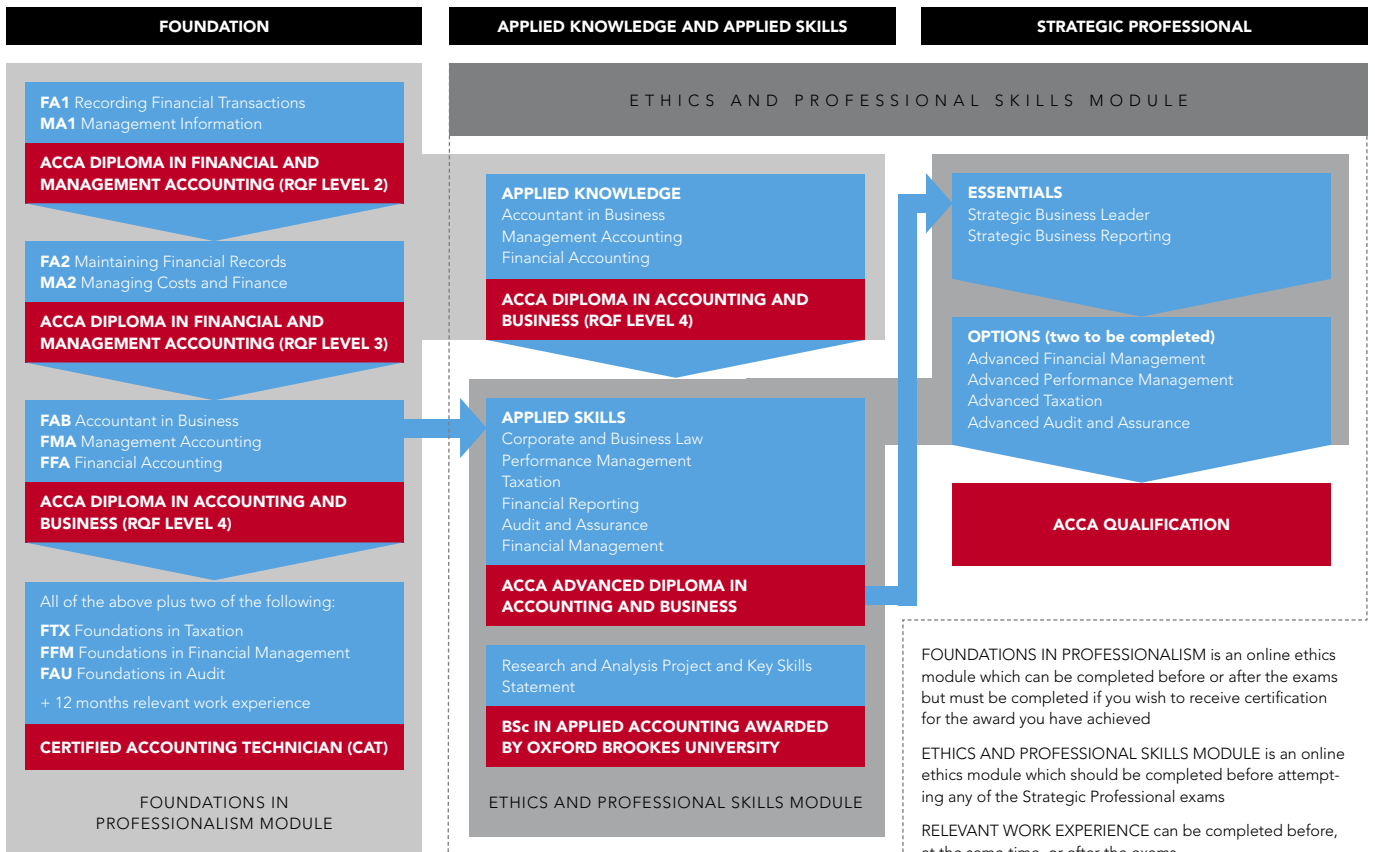 FOUNDATION
FA1 Recording Financial Transactions
MA1 Management Information
ACCA DIPLOMA IN FINANCIAL AND
MANAGEMENT ACCOUNTING (RQF LEVEL 2)
FA2 Maintaining Financial Records
MA2 Managing Costs and Finance
ACCA DIPLOMA IN FINANCIAL AND
MANAGEMENT ACCOUNTING (RQF LEVEL 3)
FAB Accountant in Business
FMA Management Accounting
FFA Financial Accounting
ACCA DIPLOMA IN ACCOUNTING AND
BUSINESS (RQF LEVEL 4)
All of the above plus two of the following:
FTX Foundations in Taxation
FFM Foundations in Financial Management
FAU Foundations in Audit
+ 12 months relevant work experience
CERTIFIED ACCOUNTING TECHNICIAN (CAT)
FOUNDATIONS IN
PROFESSIONALISM MODULE
APPLIED KNOWLEDGE AND APPLIED SKILLS
STRATEGIC PROFESSIONAL
ETHICS AND PROFESSIONAL SKILLS MODULE
APPLIED KNOWLEDGE
Accountant in Business
Management Accounting
Financial Accounting
ACCA DIPLOMA IN ACCOUNTING AND
BUSINESS (RQF LEVEL 4)
APPLIED SKILLS
Corporate and Business Law
Performance Management
Taxation
Financial Reporting
Audit and Assurance
Financial Management
ACCA ADVANCED DIPLOMA IN
ACCOUNTING AND BUSINESS
Research and Analysis Project and Key Skills
Statement
BSc IN APPLIED ACCOUNTING AWARDED
BY OXFORD BROOKES UNIVERSITY
ETHICS AND PROFESSIONAL SKILLS MODULE
ESSENTIALS
Strategic Business Leader
Strategic Business Reporting
OPTIONS (two to be completed)
Advanced Financial Management
Advanced Performance Management
Advanced Taxation
Advanced Audit and Assurance
ACCA QUALIFICATION
FOUNDATIONS IN PROFESSIONALISM is an online ethics
module which can be completed before or after the exams
but must be completed if you wish to receive certification
for the award you have achieved
ETHICS AND PROFESSIONAL SKILLS MODULE is an online
ethics module which should be completed before attempt-
ing any of the Strategic Professional exams
RELEVANT WORK EXPERIENCE can be completed before,
at the same time, or after the exams